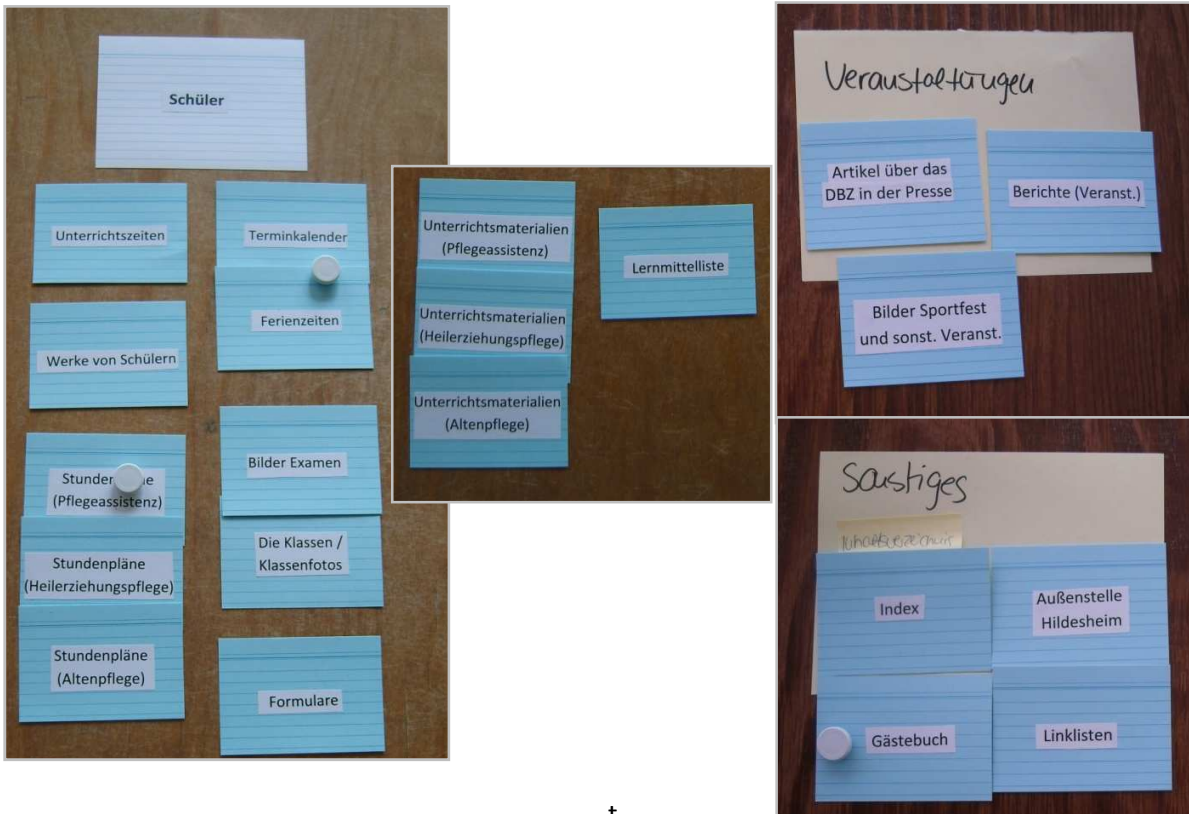 Schüler
Unterrichtszeiten
Terminkalender
Ferienzeiten
Werke von Schülern
Bilder Examen
(Pflegeassistenz)
Die Klassen /
Klassenfotos
Stundenpläne
(Heilerziehungspflege)
Stundenpläne
(Altenpflege)
Formulare
Unterrichtsmaterialien
(Pflegeassistenz)
Lernmittelliste
Unterrichtsmaterialien
(Heilerziehungspflege)
Unterrichtsmaterialien
(Altenpflege)
Veranstaltungen
Artikel über das
DBZ in der Presse
Berichte (Veranst.)
Bilder Sportfest
und sonst. Veranst.
Sonstiges
Inhaltsverzeichnis
Index
Außenstelle
Hildesheim
Gästebuch
Linklisten
t